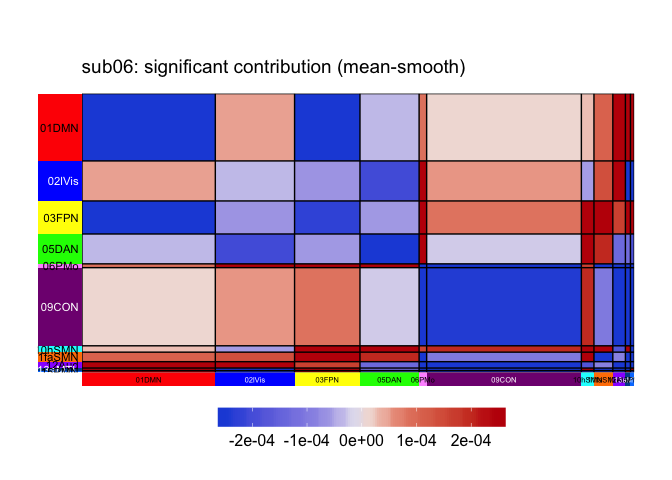 sub06: significant contribution (mean-smooth)
01DMN
02lVis
03FPN
05DAN
06PMo
09CON
01DMN
02lVis
03FPN
05DAN
06PMo
09CON
-2e-04 -1e-04 0e+00 1e-04 2e-04